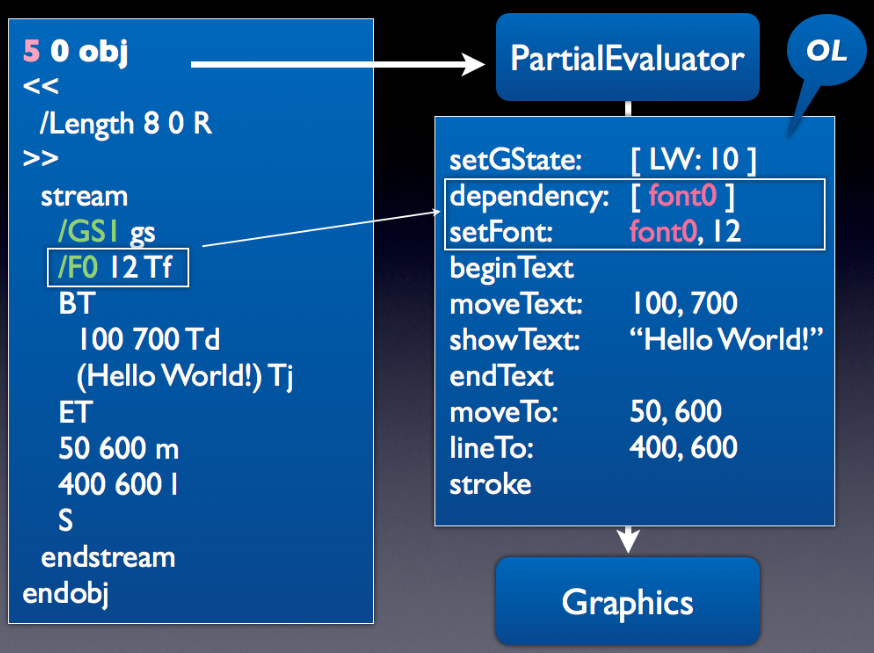 5 0 obj
<<
/Length 8 0 R
>>
stream
/GS1 gs
/F0 12 Tf
BT
100 700 Td
(Hello World!) Tj
ET
50 600 m
400 600 l
S
endstream
endobj
PartialEvaluator
OL
setGState: [ LW: 10 ]
dependency: [ font0 ]
setFont: font0, 12
beginText
moveText: 100, 700
showText: “Hello World!”
endText
moveTo: 50, 600
lineTo: 400, 600
stroke
Graphics